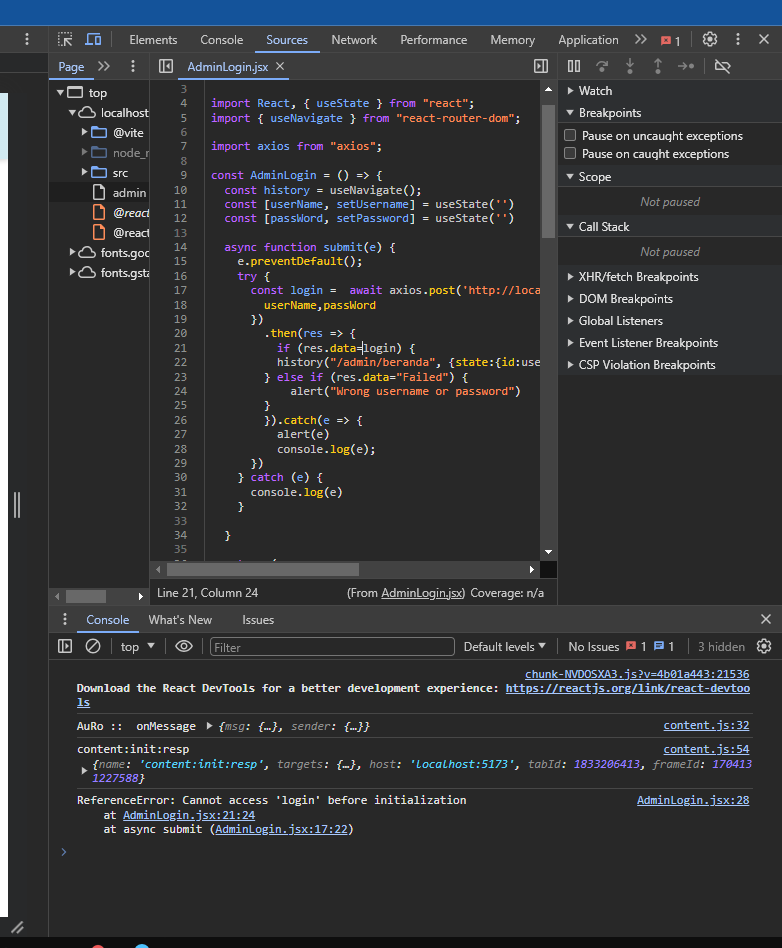 Elements Console Sources Network Performance Memory Application 1
Page AdminLogin.jsx
top
localhost
@vite
node_r
src
admin
@react
@react
fonts.goo
fonts.gsta
3
4 import React, { useState } from "react";
5 import { useNavigate } from "react-router-dom";
6
7 import axios from "axios";
8
9 const AdminLogin = () => {
10 const history = useNavigate();
11 const [userName, setUsername] = useState('')
12 const [passWord, setPassword] = useState('')
13
14 async function submit(e) {
15 e.preventDefault();
16 try {
17 const login =  await axios.post('http://loca
18 userName,passWord
19 })
20 .then(res => {
21 if (res.data=login) {
22 history("/admin/beranda", {state:{id:use
23 } else if (res.data="Failed") {
24 alert("Wrong username or password")
25 }
26 }).catch(e => {
27 alert(e)
28 console.log(e);
29 })
30 } catch (e) {
31 console.log(e)
32 }
33
34 }
35
Line 21, Column 24 (From AdminLogin.jsx) Coverage: n/a
Watch
Breakpoints
Pause on uncaught exceptions
Pause on caught exceptions
Scope
Not paused
Call Stack
Not paused
XHR/fetch Breakpoints
DOM Breakpoints
Global Listeners
Event Listener Breakpoints
CSP Violation Breakpoints
Console What's New Issues
top Filter Default levels No Issues 1 1 3 hidden
chunk-NVDOSXA3.js?v=4b01a443:21536
Download the React DevTools for a better development experience: https://reactjs.org/link/react-devtoo
ls
AuRo :: onMessage {msg: {…}, sender: {…}} content.js:32
content:init:resp content.js:54
{name: 'content:init:resp', targets: {…}, host: 'localhost:5173', tabId: 1833206413, frameId: 170413
1227588}
ReferenceError: Cannot access 'login' before initialization AdminLogin.jsx:28
at AdminLogin.jsx:21:24
at async submit (AdminLogin.jsx:17:22)